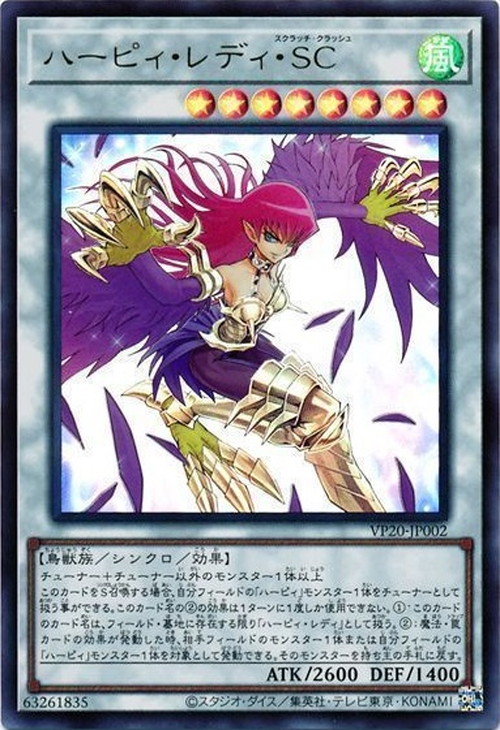 スクラッチ・クラッシュ
ハーピィ・レディ・SC
風
VP20-JP002
【鳥獣族／シンクロ／効果】
チューナー＋チューナー以外のモンスター1体以上
このカードをS召喚する場合、自分フィールドの「ハーピィ」モンスター1体をチューナーとして
扱う事ができる。このカード名の②の効果は1ターンに1度しか使用できない。①：このカード
のカード名は、フィールド・墓地に存在する限り「ハーピィ・レディ」として扱う。②：魔法・罠
カードの効果が発動した時、相手フィールドのモンスター1体または自分フィールドの
「ハーピィ」モンスター1体を対象として発動できる。そのモンスターを持ち主の手札に戻す。
ATK/2600 DEF/1400
63261835 ©スタジオ・ダイス／集英社・テレビ東京・KONAMI